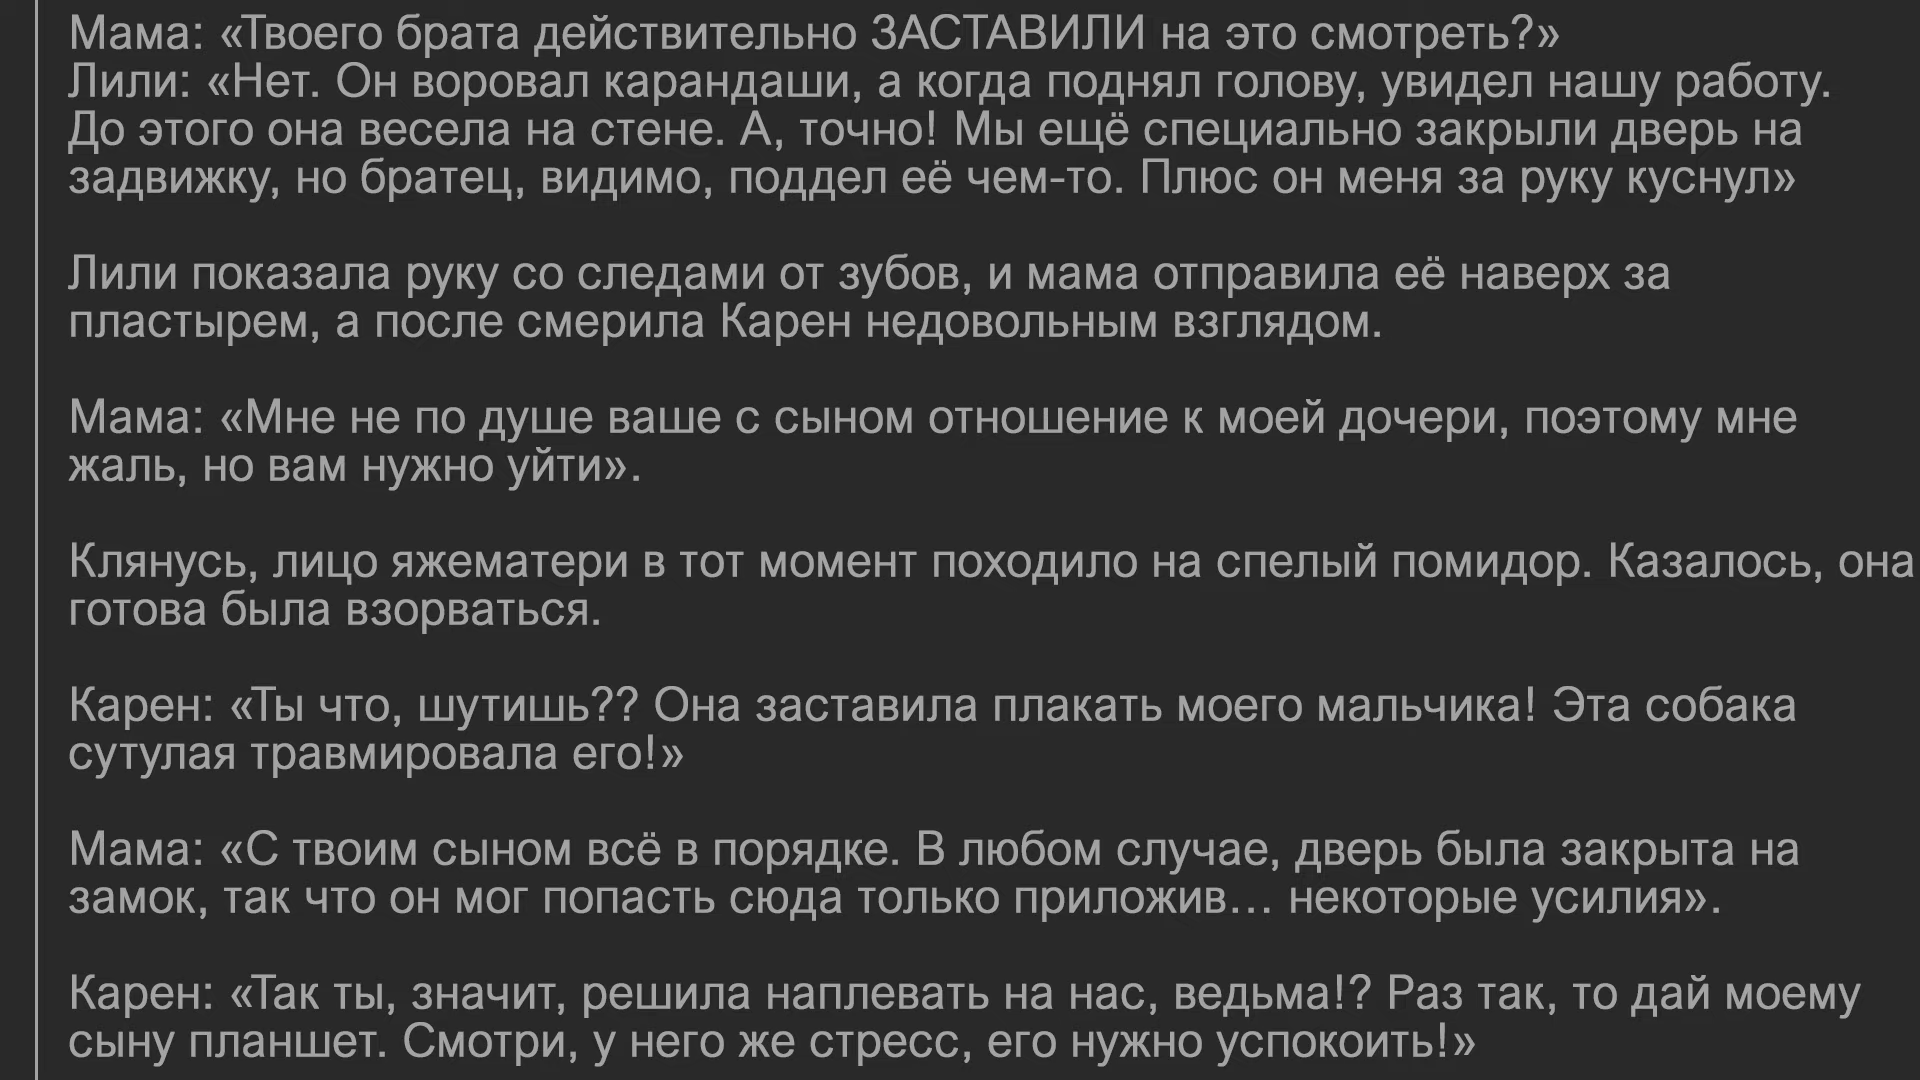 Мама: «Твоего брата действительно ЗАСТАВИЛИ на это смотреть?»
Лили: «Нет. Он воровал карандаши, а когда поднял голову, увидел нашу работу.
До этого она весела на стене. А, точно! Мы ещё специально закрыли дверь на
задвижку, но братец, видимо, поддел её чем-то. Плюс он меня за руку куснул»
Лили показала руку со следами от зубов, и мама отправила её наверх за
пластырем, а после смерила Карен недовольным взглядом.
Мама: «Мне не по душе ваше с сыном отношение к моей дочери, поэтому мне
жаль, но вам нужно уйти».
Клянусь, лицо яжематери в тот момент походило на спелый помидор. Казалось, она
готова была взорваться.
Карен: «Ты что, шутишь?? Она заставила плакать моего мальчика! Эта собака
сутулая травмировала его!»
Мама: «С твоим сыном всё в порядке. В любом случае, дверь была закрыта на
замок, так что он мог попасть сюда только приложив… некоторые усилия».
Карен: «Так ты, значит, решила наплевать на нас, ведьма!? Раз так, то дай моему
сыну планшет. Смотри, у него же стресс, его нужно успокоить!»